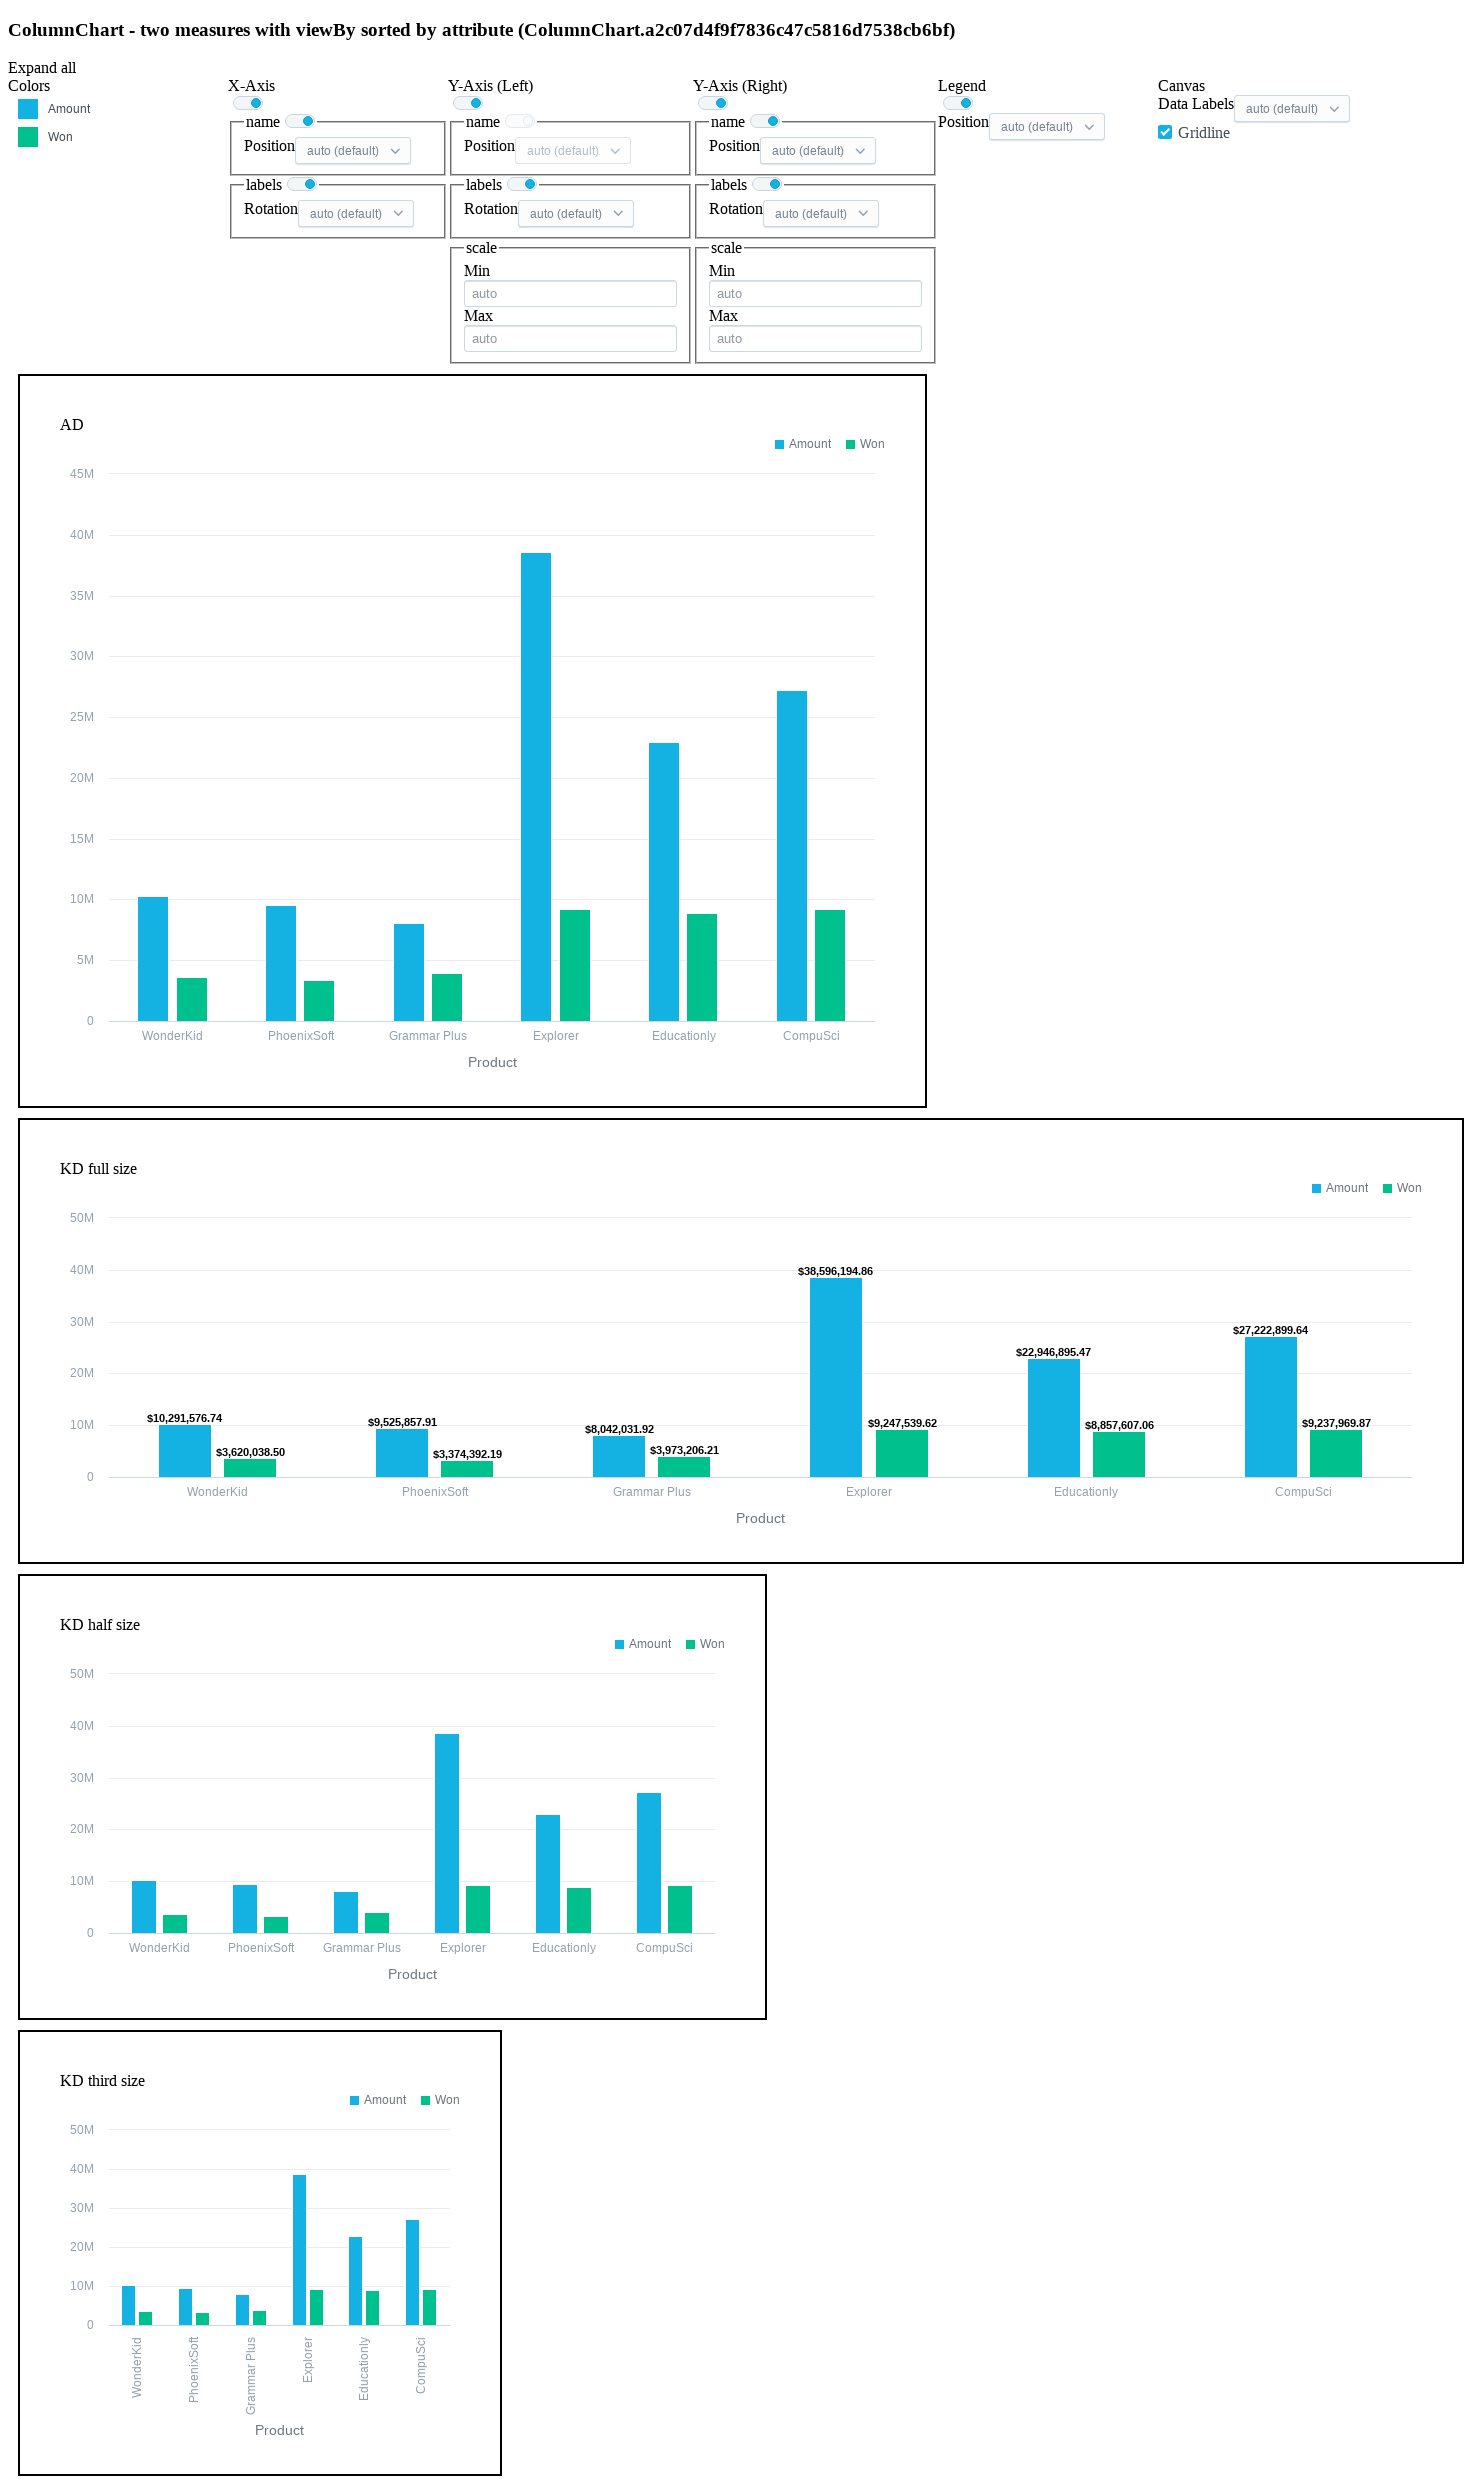 ColumnChart - two measures with viewBy sorted by attribute (ColumnChart.a2c07d4f9f7836c47c5816d7538cb6bf)
Expand all
Colors
Amount
Won
X-Axis
name
Position auto (default)
labels
Rotation auto (default)
Y-Axis (Left)
name
Position auto (default)
labels
Rotation auto (default)
scale
Min
auto
Max
auto
Y-Axis (Right)
name
Position auto (default)
labels
Rotation auto (default)
scale
Min
auto
Max
auto
Legend
Position auto (default)
Canvas
Data Labels auto (default)
Gridline
AD
Amount Won
45M
40M
35M
30M
25M
20M
15M
10M
5M
0
WonderKid PhoenixSoft Grammar Plus Explorer Educationly CompuSci
Product
KD full size
Amount Won
50M
40M
30M
20M
10M
0
$10,291,576.74 $3,620,038.50 $9,525,857.91 $3,374,392.19 $8,042,031.92 $3,973,206.21 $38,596,194.86 $9,247,539.62 $22,946,895.47 $8,857,607.06 $27,222,899.64 $9,237,969.87
WonderKid PhoenixSoft Grammar Plus Explorer Educationly CompuSci
Product
KD half size
Amount Won
50M
40M
30M
20M
10M
0
WonderKid PhoenixSoft Grammar Plus Explorer Educationly CompuSci
Product
KD third size
Amount Won
50M
40M
30M
20M
10M
0
WonderKid PhoenixSoft Grammar Plus Explorer Educationly CompuSci
Product